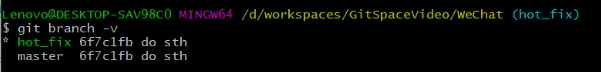 Lenovo@DESKTOP-SAV98C0 MINGW64 /d/workspaces/GitSpaceVideo/WeChat (hot_fix)
$ git branch -v
* hot_fix 6f7c1fb do sth
  master  6f7c1fb do sth